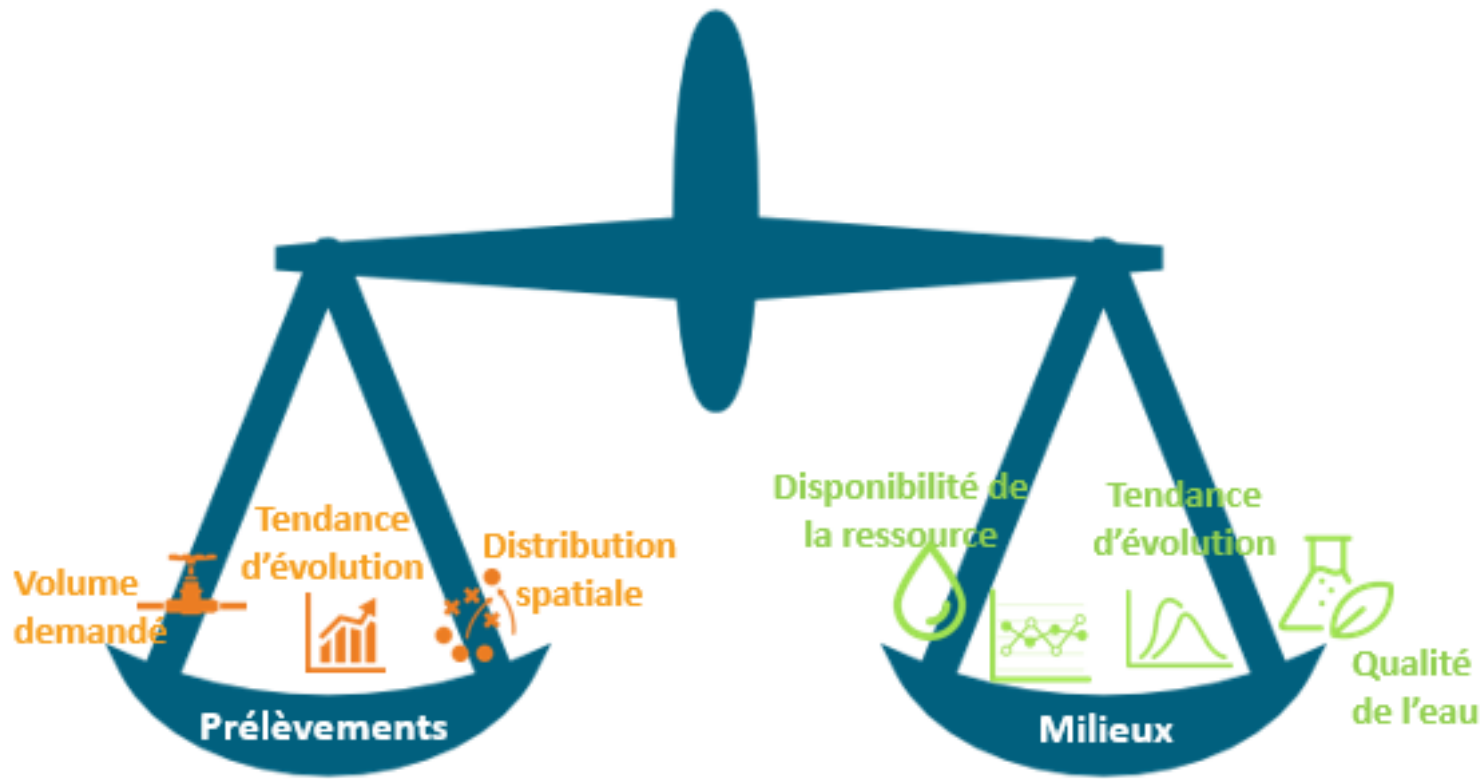 Volume
demandé
Tendance
d'évolution
Distribution
spatiale
Prélèvements
Disponibilité de
la ressource
Tendance
d'évolution
Qualité
de l'eau
Milieux